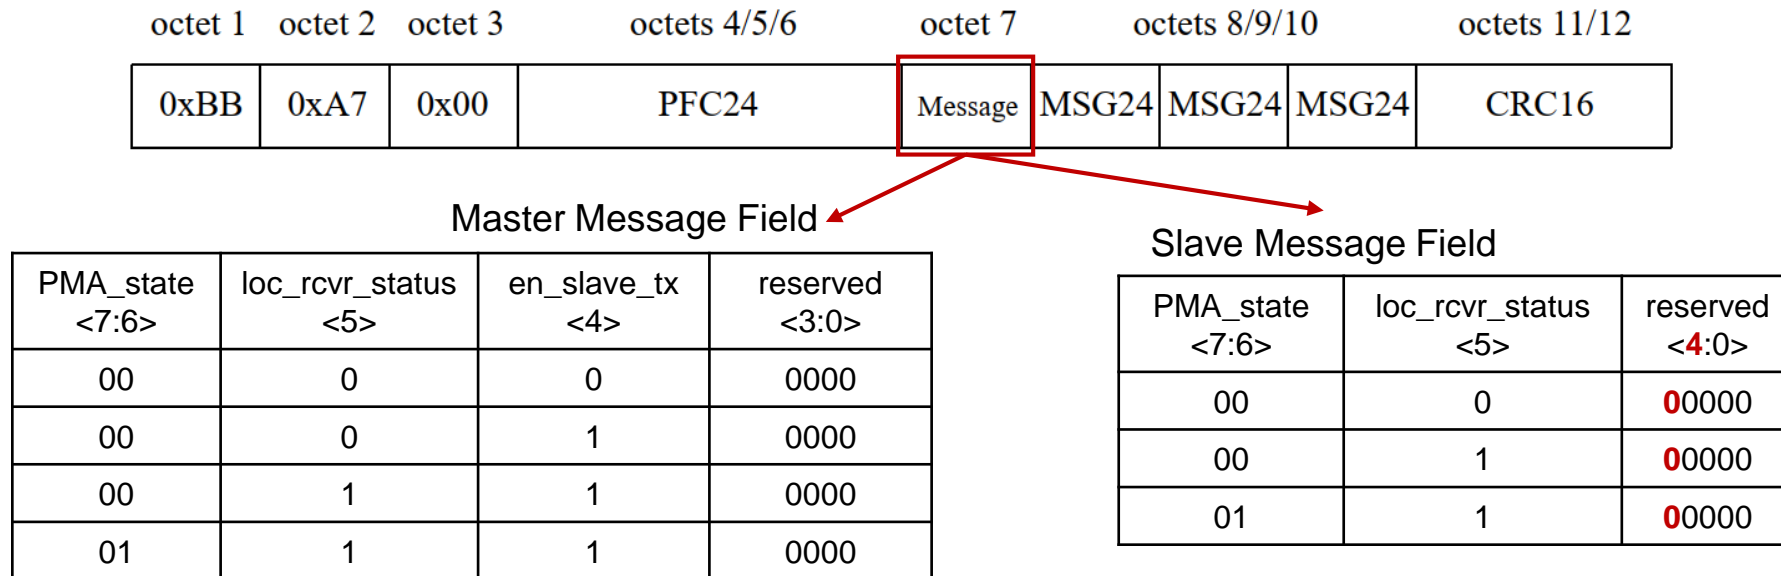 octet 1 octet 2 octet 3 octets 4/5/6 octet 7 octets 8/9/10 octets 11/12
0xBB 0xA7 0x00 PFC24 Message MSG24 MSG24 MSG24 CRC16
Master Message Field
PMA_state loc_rcvr_status en_slave_tx reserved
<7:6> <5> <4> <3:0>
00 0 0 0000
00 0 1 0000
00 1 1 0000
01 1 1 0000
Slave Message Field
PMA_state loc_rcvr_status reserved
<7:6> <5> <4:0>
00 0 00000
00 1 00000
01 1 00000